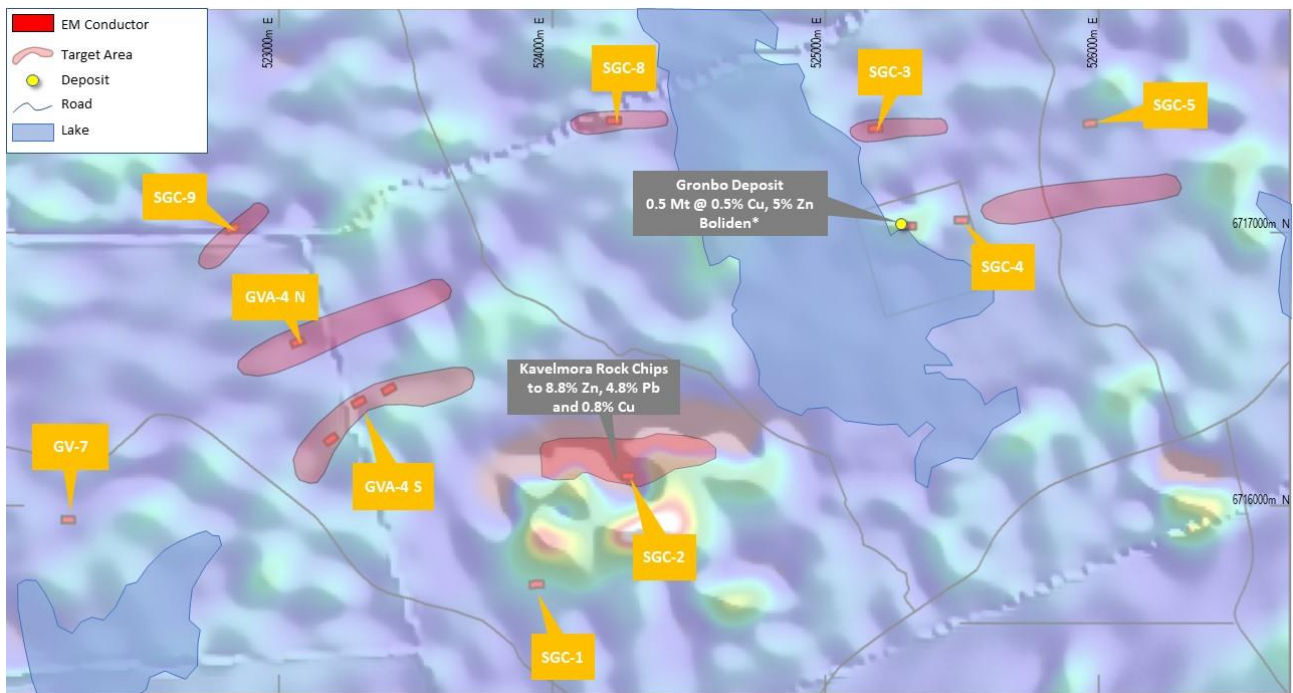 EM Conductor
Target Area
Deposit
Road
Lake
523000m E
524000m E
525000m E
526000m E
SGC-8
SGC-3
SGC-5
SGC-9
Gronbo Deposit
0.5 Mt @ 0.5% Cu, 5% Zn
Boliden*
6717000m N
SGC-4
GVA-4 N
Kavelmora Rock Chips
to 8.8% Zn, 4.8% Pb
and 0.8% Cu
GV-7
GVA-4 S
6716000m N
SGC-2
SGC-1